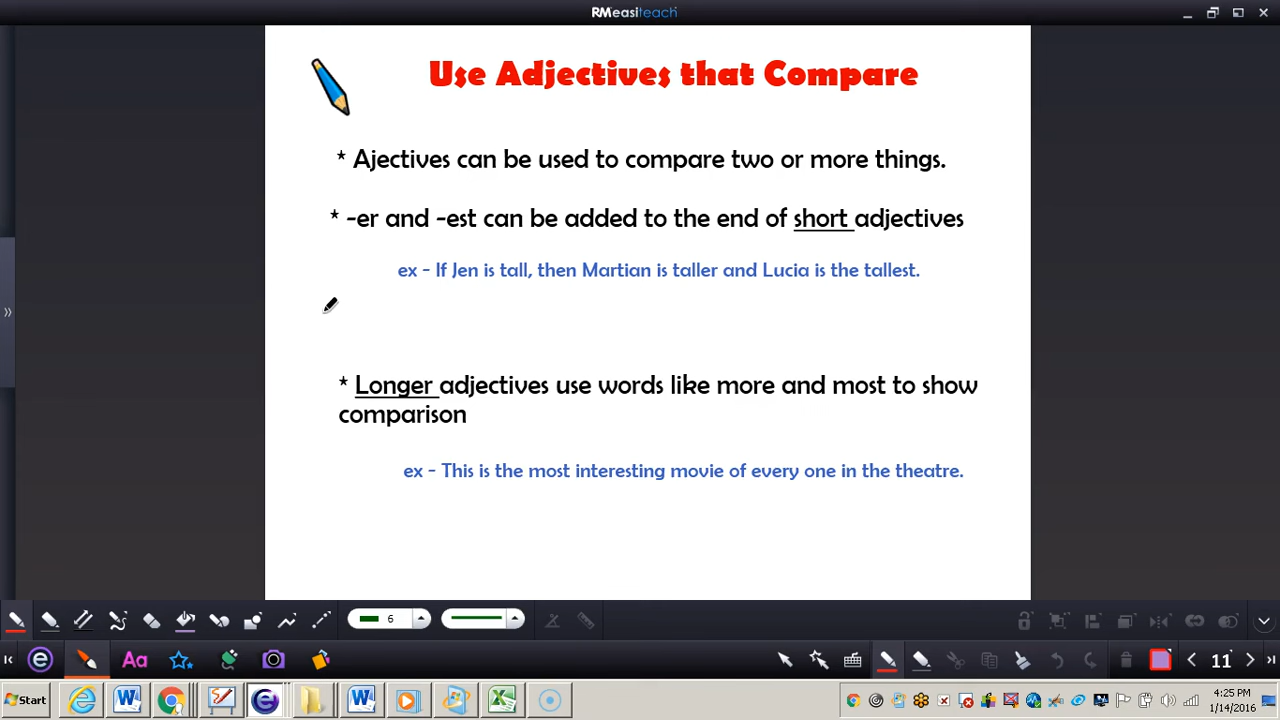 RMeasiteach
Use Adjectives that Compare
* Ajectives can be used to compare two or more things.
* -er and -est can be added to the end of short adjectives
ex - If Jen is tall, then Martian is taller and Lucia is the tallest.
* Longer adjectives use words like more and most to show
comparison
ex - This is the most interesting movie of every one in the theatre.
6
Aa
11
Start
4:25 PM
1/14/2016